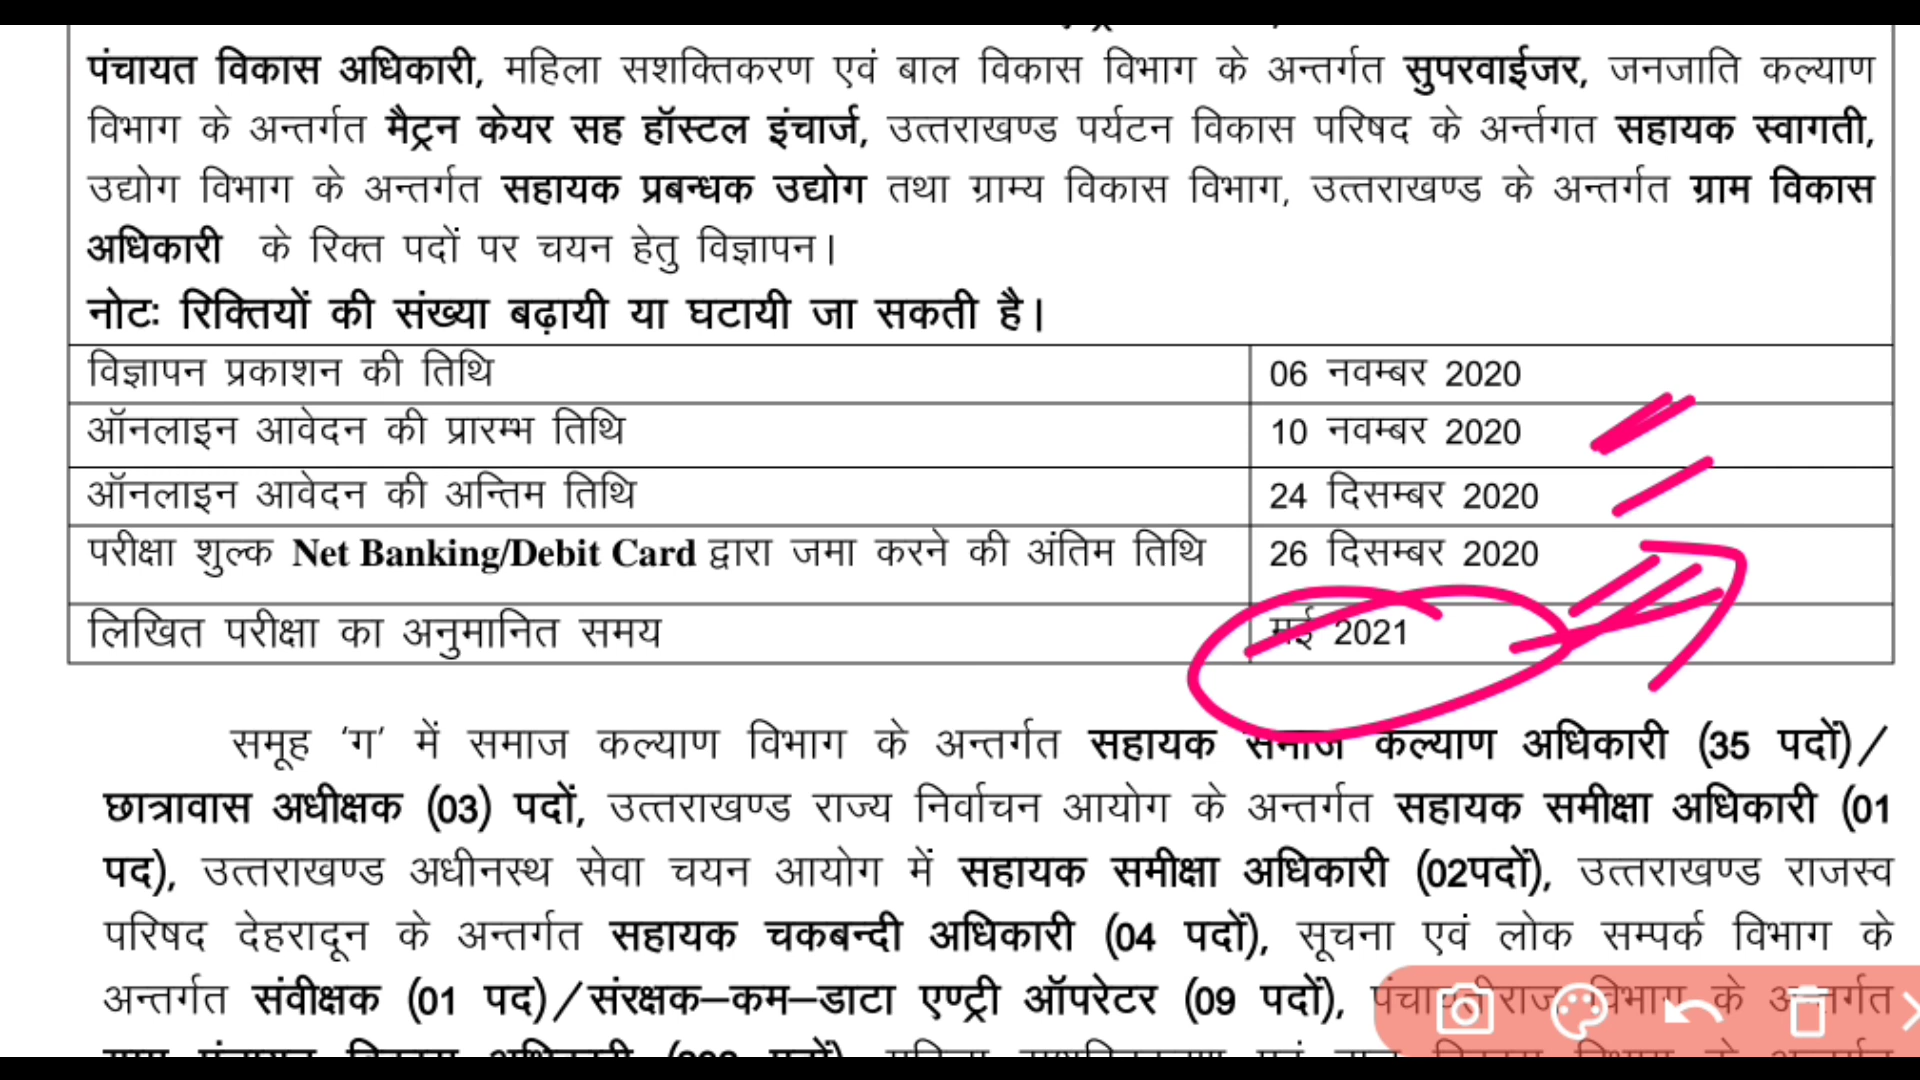 पंचायत विकास अधिकारी, महिला सशक्तिकरण एवं बाल विकास विभाग के अन्तर्गत सुपरवाईजर, जनजाति कल्याण
विभाग के अन्तर्गत मैट्रन केयर सह हॉस्टल इंचार्ज, उत्तराखण्ड पर्यटन विकास परिषद के अर्न्तगत सहायक स्वागती,
उद्योग विभाग के अन्तर्गत सहायक प्रबन्धक उद्योग तथा ग्राम्य विकास विभाग, उत्तराखण्ड के अन्तर्गत ग्राम विकास
अधिकारी के रिक्त पदों पर चयन हेतु विज्ञापन।
नोटः रिक्तियों की संख्या बढ़ायी या घटायी जा सकती है।
विज्ञापन प्रकाशन की तिथि 06 नवम्बर 2020
ऑनलाइन आवेदन की प्रारम्भ तिथि 10 नवम्बर 2020
ऑनलाइन आवेदन की अन्तिम तिथि 24 दिसम्बर 2020
परीक्षा शुल्क Net Banking/Debit Card द्वारा जमा करने की अंतिम तिथि 26 दिसम्बर 2020
लिखित परीक्षा का अनुमानित समय मई 2021
समूह ‘ग’ में समाज कल्याण विभाग के अन्तर्गत सहायक समाज कल्याण अधिकारी (35 पदों)/
छात्रावास अधीक्षक (03) पदों, उत्तराखण्ड राज्य निर्वाचन आयोग के अन्तर्गत सहायक समीक्षा अधिकारी (01
पद), उत्तराखण्ड अधीनस्थ सेवा चयन आयोग में सहायक समीक्षा अधिकारी (02पदों), उत्तराखण्ड राजस्व
परिषद देहरादून के अन्तर्गत सहायक चकबन्दी अधिकारी (04 पदों), सूचना एवं लोक सम्पर्क विभाग के
अन्तर्गत संवीक्षक (01 पद)/संरक्षक–कम–डाटा एण्ट्री ऑपरेटर (09 पदों), पंचायतीराज विभाग के अन्तर्गत